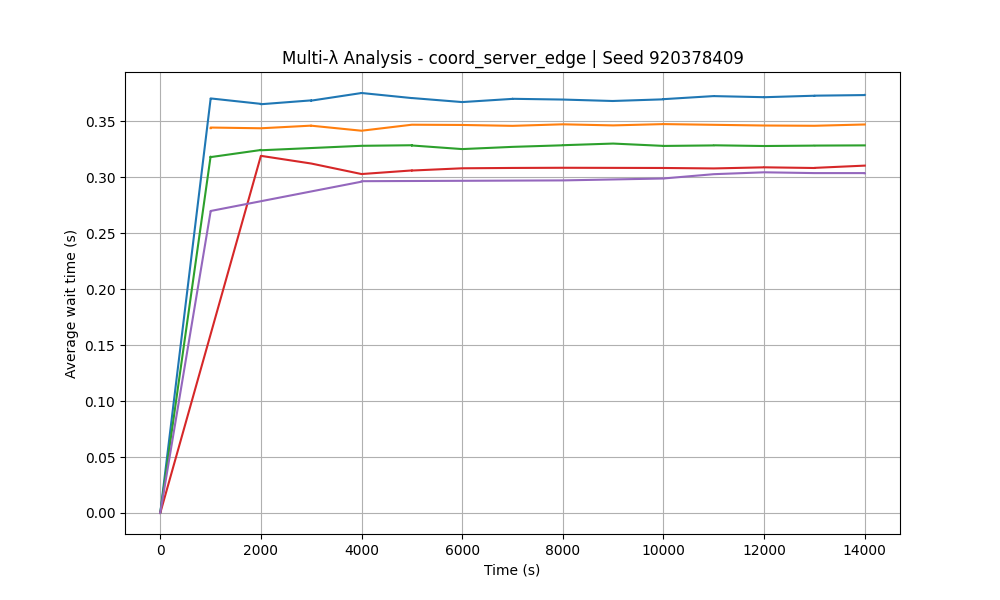 Multi-λ Analysis - coord_server_edge | Seed 920378409
Average wait time (s)
0.35
0.30
0.25
0.20
0.15
0.10
0.05
0.00
0 2000 4000 6000 8000 10000 12000 14000
Time (s)